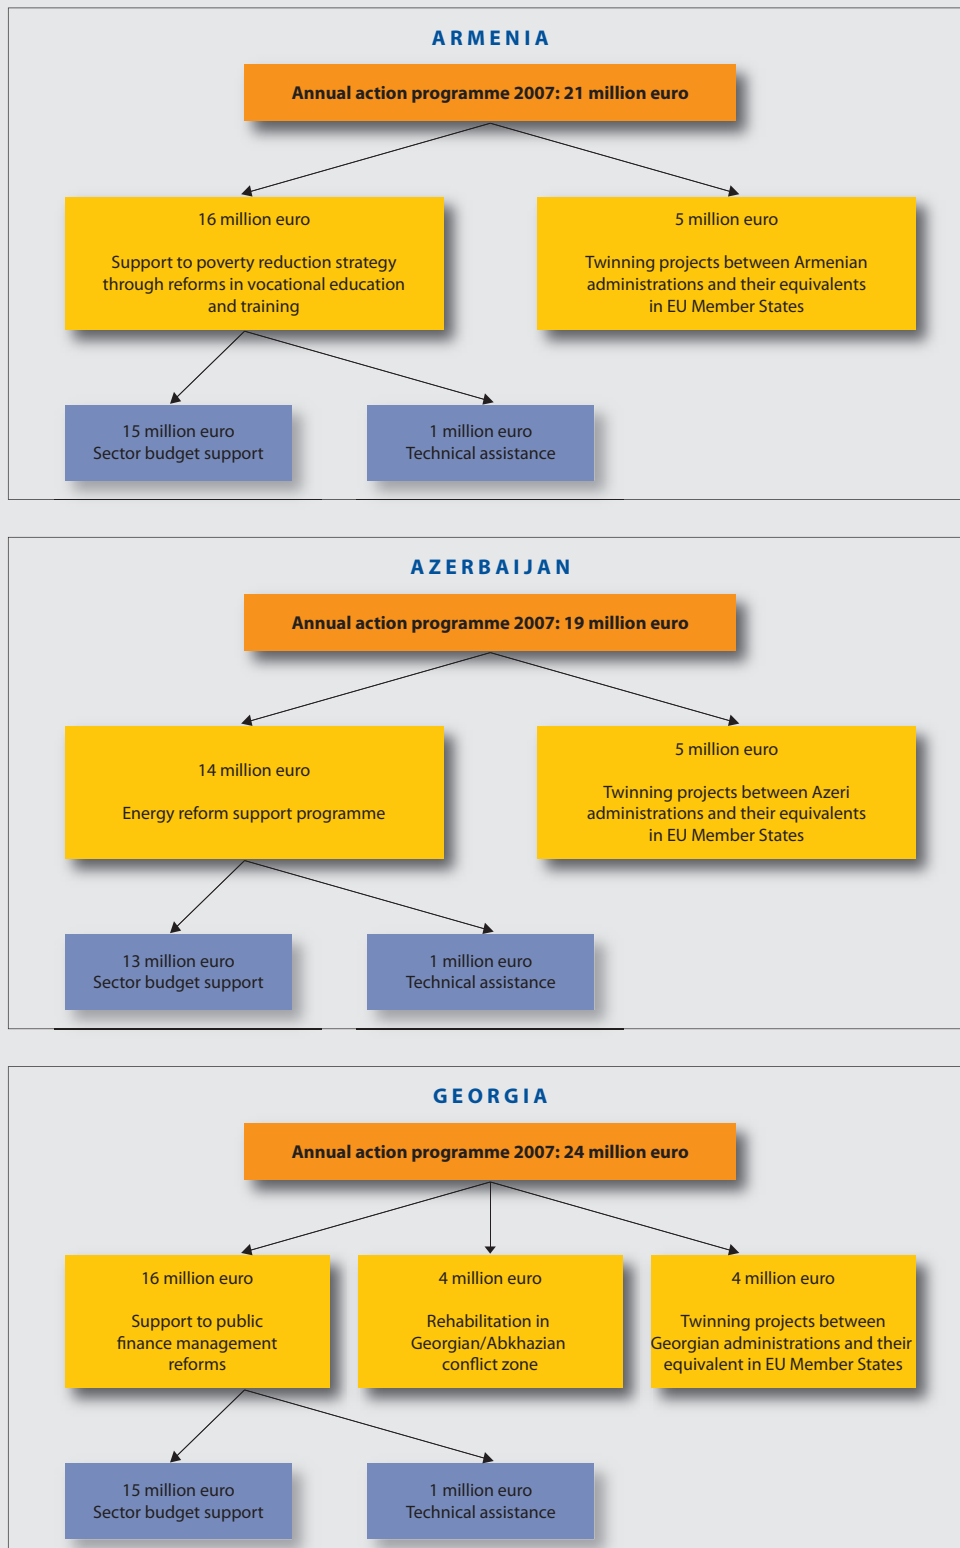 ARMENIA
Annual action programme 2007: 21 million euro
16 million euro
Support to poverty reduction strategy
through reforms in vocational education
and training
5 million euro
Twinning projects between Armenian
administrations and their equivalents
in EU Member States
15 million euro
Sector budget support
1 million euro
Technical assistance
AZERBAIJAN
Annual action programme 2007: 19 million euro
14 million euro
Energy reform support programme
5 million euro
Twinning projects between Azeri
administrations and their equivalents
in EU Member States
13 million euro
Sector budget support
1 million euro
Technical assistance
GEORGIA
Annual action programme 2007: 24 million euro
16 million euro
Support to public
finance management
reforms
4 million euro
Rehabilitation in
Georgian/Abkhazian
conflict zone
4 million euro
Twinning projects between
Georgian administrations and their
equivalent in EU Member States
15 million euro
Sector budget support
1 million euro
Technical assistance